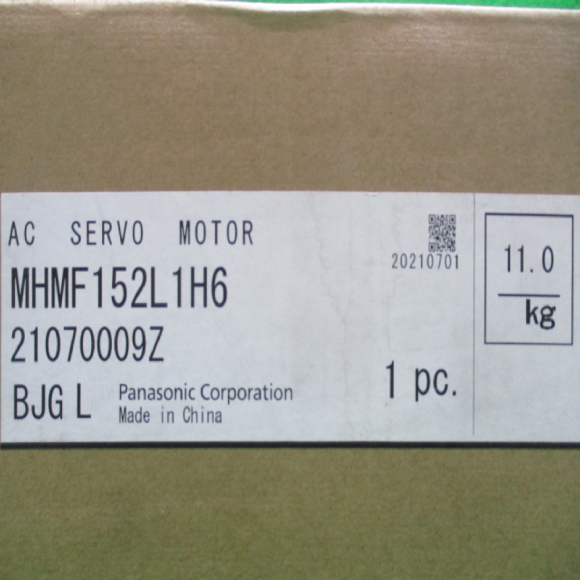 AC SERVO MOTOR
20210701
MHMF152L1H6
21070009Z
BJG L
Panasonic Corporation
Made in China
1 pc.
11.0
kg